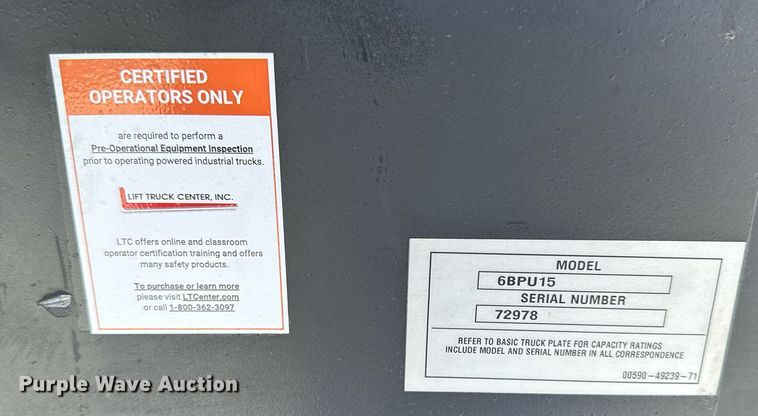 CERTIFIED
OPERATORS ONLY
are required to perform a
Pre-Operational Equipment Inspection
prior to operating powered industrial trucks.
LIFT TRUCK CENTER, INC.
LTC offers online and classroom
operator certification training and offers
many safety products.
To purchase or learn more
please visit LTCenter.com
or call 1-800-362-3097
MODEL
6BPU15
SERIAL NUMBER
72978
REFER TO BASIC TRUCK PLATE FOR CAPACITY RATINGS
INCLUDE MODEL AND SERIAL NUMBER IN ALL CORRESPONDENCE
00590-49239-71
Purple Wave Auction